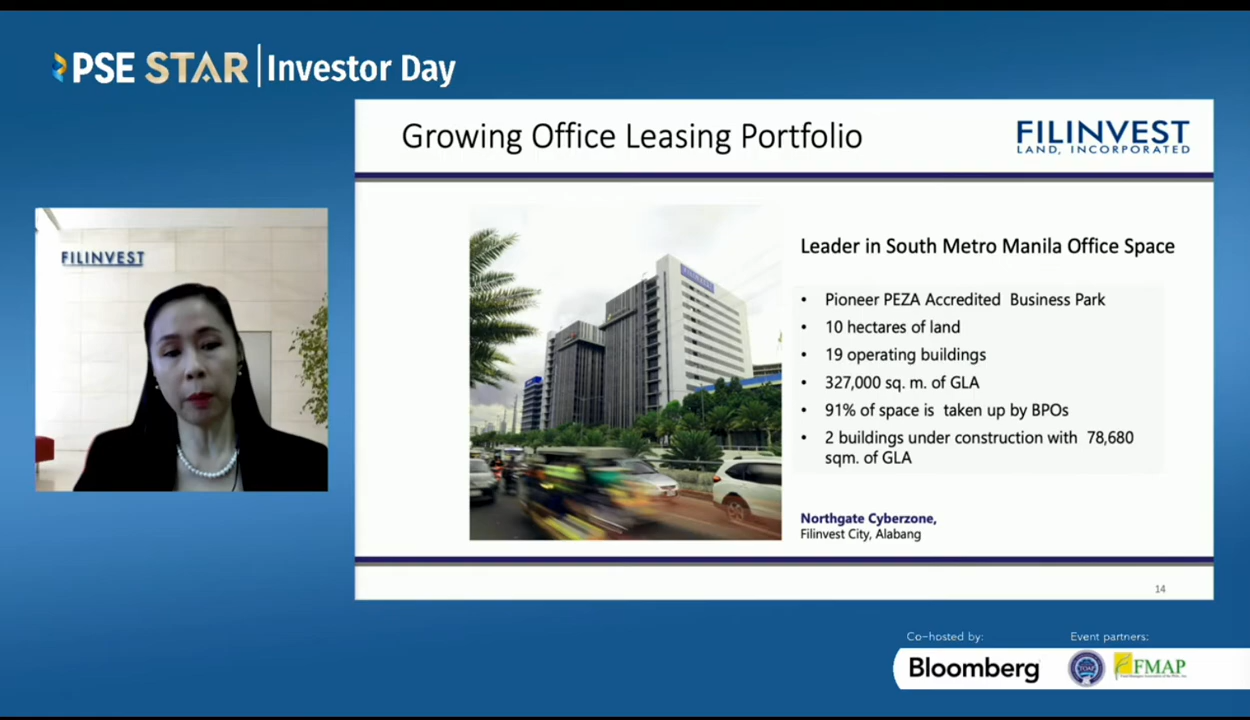 PSE STAR | Investor Day
Growing Office Leasing Portfolio
FILINVEST
LAND, INCORPORATED
FILINVEST
Leader in South Metro Manila Office Space
• Pioneer PEZA Accredited Business Park
• 10 hectares of land
• 19 operating buildings
• 327,000 sq. m. of GLA
• 91% of space is taken up by BPOs
• 2 buildings under construction with 78,680
sqm. of GLA
Northgate Cyberzone,
Filinvest City, Alabang
14
Co-hosted by:
Event partners:
Bloomberg
FMAP